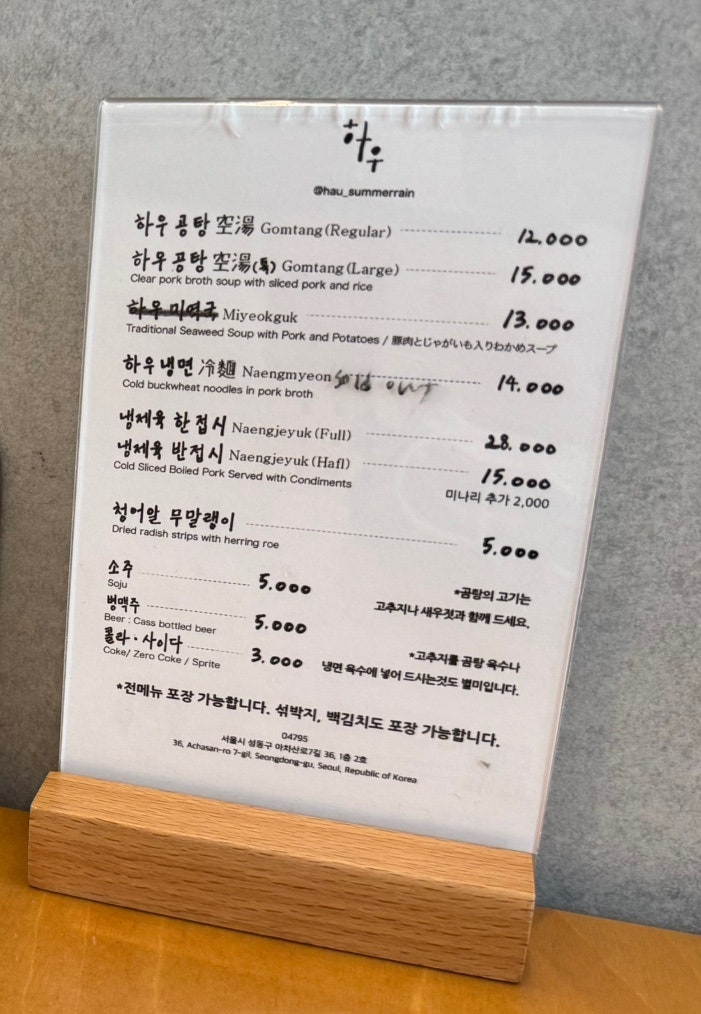 하우
@hau_summerrain
하우 곰탕 空湯 Gomtang(Regular) 12.000
하우 곰탕 空湯(특) Gomtang(Large) 15.000
Clear pork broth soup with sliced pork and rice
하우 미역국 Miyeokguk 13.000
Traditional Seaweed Soup with Pork and Potatoes / 豚肉とじゃがいも入りわかめスープ
하우 냉면 冷麵 Naengmyeon Sold OUT 14.000
Cold buckwheat noodles in pork broth
냉제육 한접시 Naengjeyuk(Full) 28.000
냉제육 반접시 Naengjeyuk(Hafl) 15.000
Cold Sliced Boiled Pork Served with Condiments
미나리 추가 2,000
청어알 무말랭이 5.000
Dried radish strips with herring roe
소주 5.000
Soju
병맥주 5.000
Beer : Cass bottled beer
콜라·사이다 3.000
Coke/ Zero Coke / Sprite
*곰탕의 고기는
고추지나 새우젓과 함께 드세요.
*고추지를 곰탕 육수나
냉면 육수에 넣어 드시는것도 별미입니다.
*전메뉴 포장 가능합니다. 섞박지, 백김치도 포장 가능합니다.
04795
서울시 성동구 아차산로7길 36, 1층 2호
36, Achasan-ro 7-gil, Seongdong-gu, Seoul, Republic of Korea